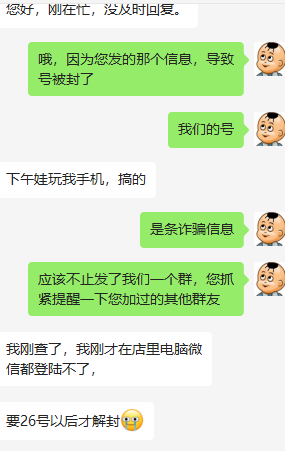 您好，刚在忙，没及时回复。
哦，因为您发的那个信息，导致
号被封了
我们的号
下午娃玩我手机，搞的
是条诈骗信息
应该不止发了我们一个群，您抓
紧提醒一下您加过的其他群友
我刚查了，我刚才在店里电脑微
信都登陆不了，
要26号以后才解封😂